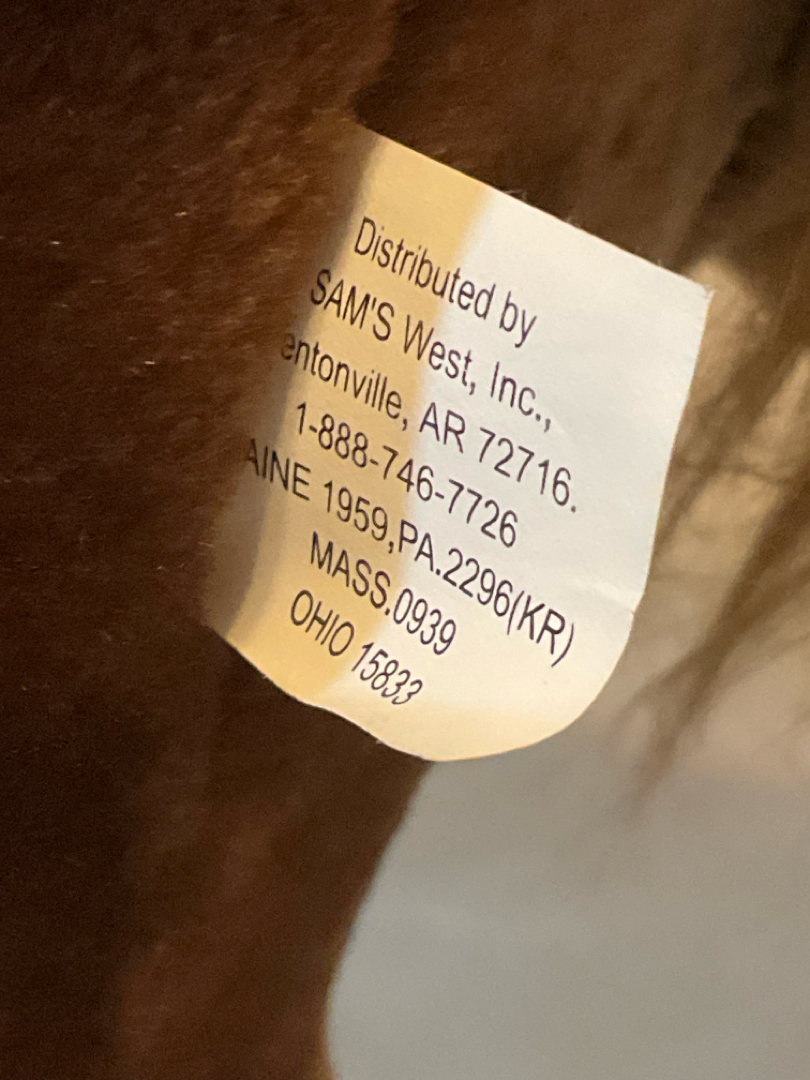 Distributed by
SAM'S West, Inc.,
entonville, AR 72716.
1-888-746-7726
AINE 1959,PA.2296(KR)
MASS.0939
OHIO 15833